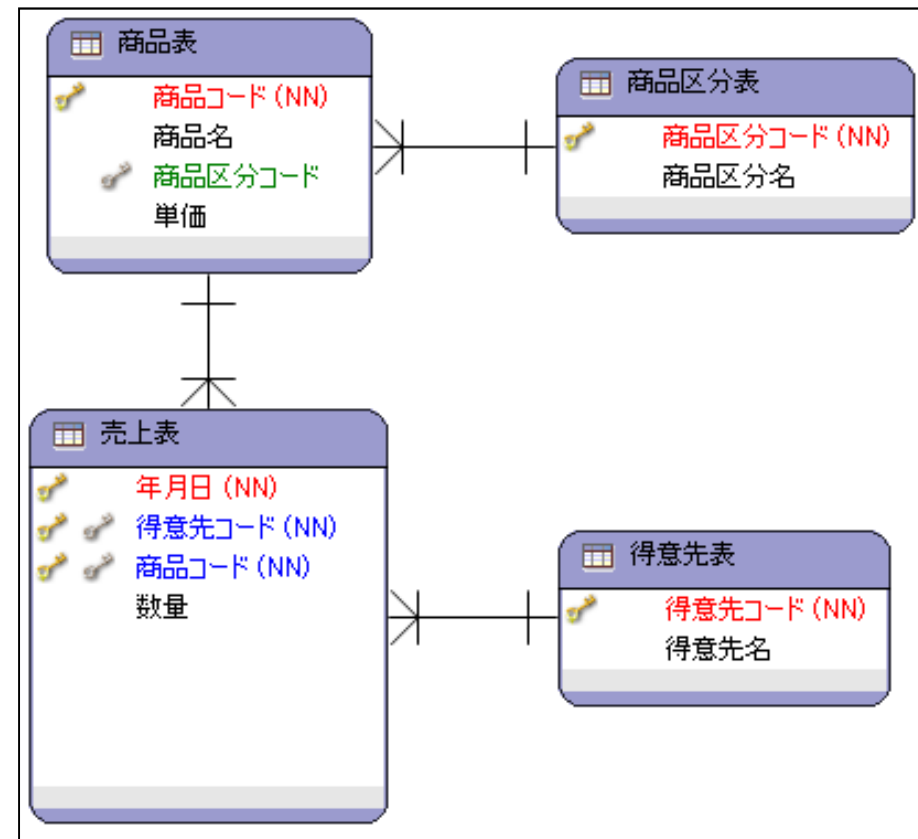 商品表
商品コード (NN)
商品名
商品区分コード
単価
商品区分表
商品区分コード (NN)
商品区分名
売上表
年月日 (NN)
得意先コード (NN)
商品コード (NN)
数量
得意先表
得意先コード (NN)
得意先名